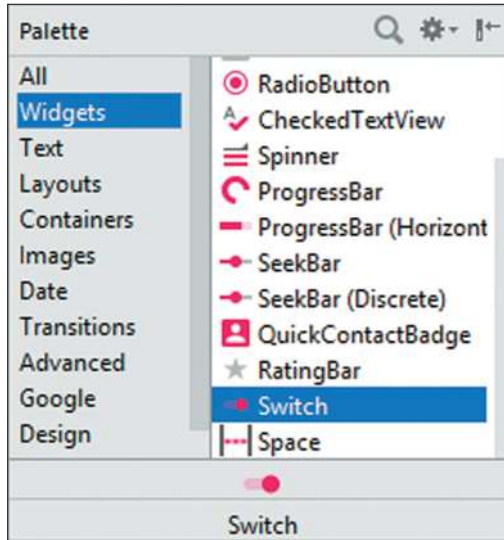 Palette
All
Widgets
Text
Layouts
Containers
Images
Date
Transitions
Advanced
Google
Design
RadioButton
CheckedTextView
Spinner
ProgressBar
ProgressBar (Horizont
SeekBar
SeekBar (Discrete)
QuickContactBadge
RatingBar
Switch
Space
Switch